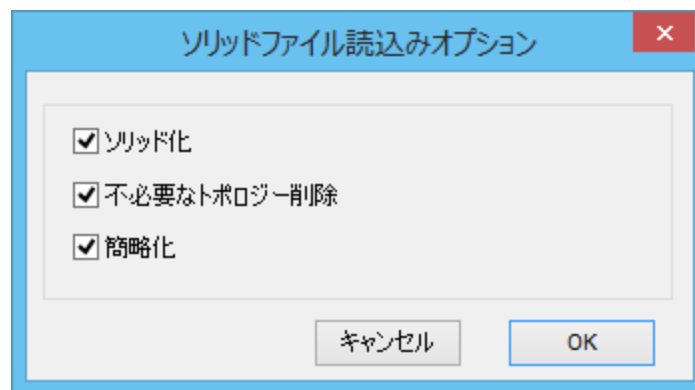 ソリッドファイル読込みオプション
ソリッド化
不必要なトポロジー削除
簡略化
キャンセル
OK